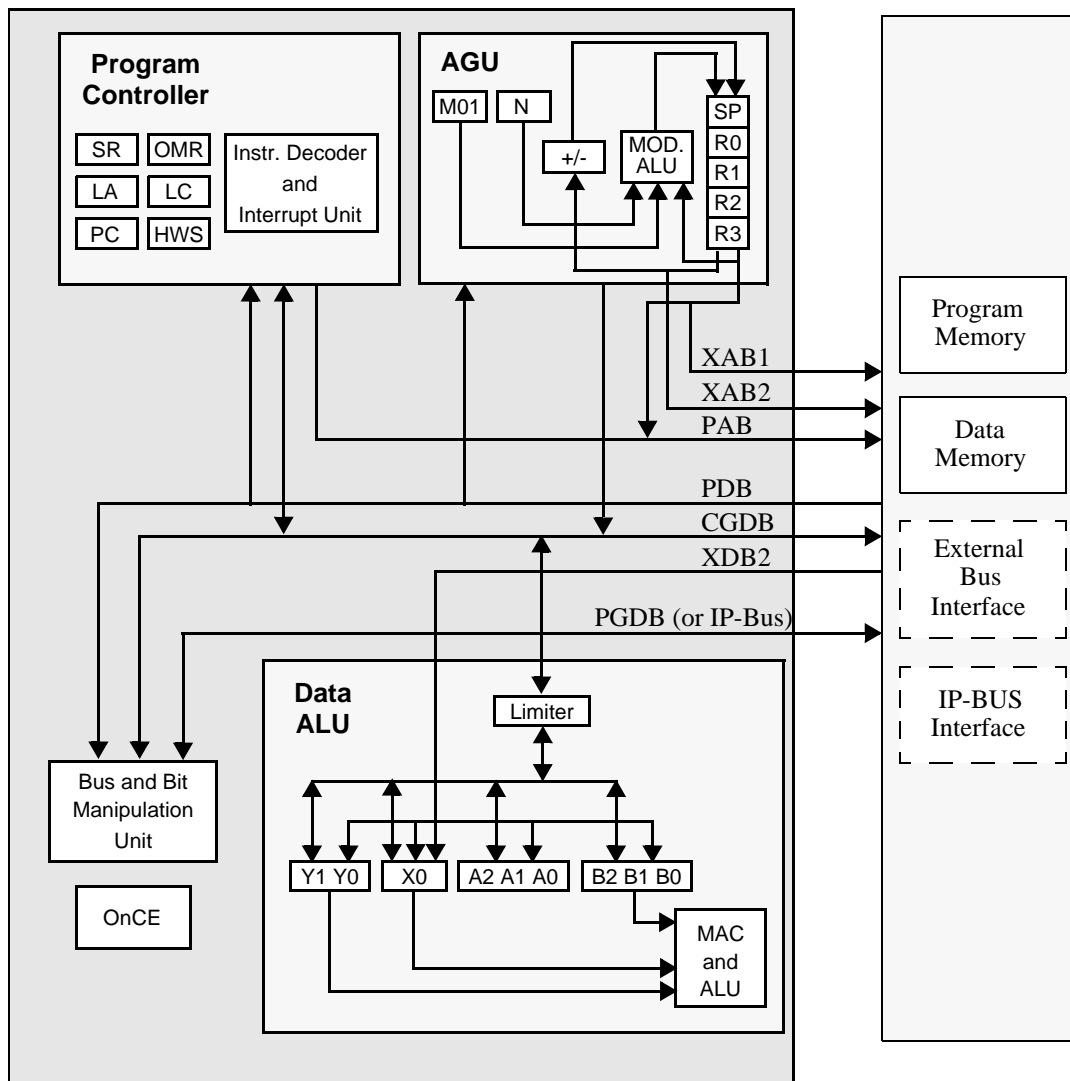 Program
Controller
SR
OMR
LA
LC
PC
HWS
Instr. Decoder
and
Interrupt Unit
AGU
M01
N
+/-
MOD.
ALU
SP
R0
R1
R2
R3
Program
Memory
Data
Memory
External
Bus
Interface
IP-BUS
Interface
XAB1
XAB2
PAB
PDB
CGDB
XDB2
PGDB (or IP-Bus)
Data
ALU
Limiter
Y1 Y0
X0
A2 A1 A0
B2 B1 B0
MAC
and
ALU
Bus and Bit
Manipulation
Unit
OnCE